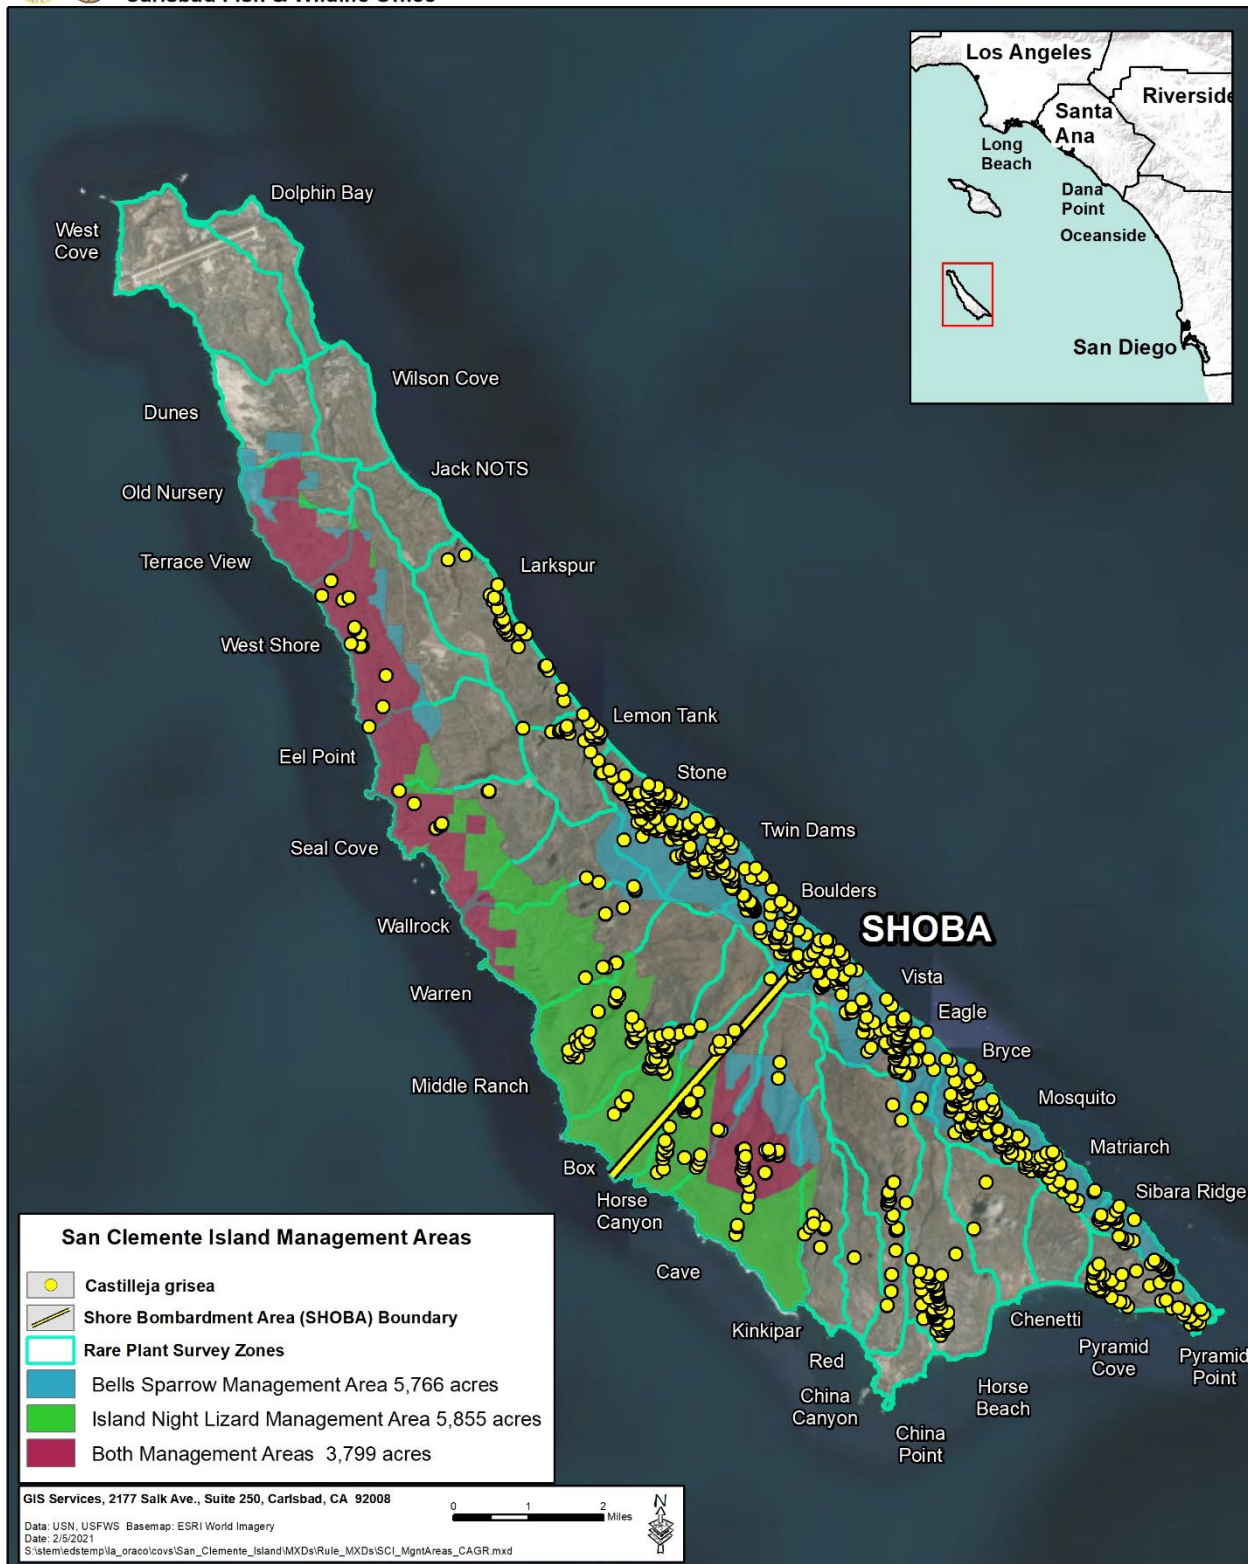 Carlsbad Fish & Wildlife Office
Los Angeles
Riverside
Santa
Ana
Long
Beach
Dana
Point
Oceanside
San Diego
Dolphin Bay
West
Cove
Wilson Cove
Dunes
Jack NOTS
Old Nursery
Terrace View
Larkspur
West Shore
Lemon Tank
Eel Point
Stone
Twin Dams
Seal Cove
Boulders
SHOBA
Wallrock
Vista
Warren
Eagle
Bryce
Middle Ranch
Mosquito
Matriarch
Box
Sibara Ridge
Horse
Canyon
Cave
Kinkipar
Chenetti
Red
Pyramid
Cove
Pyramid
Point
China
Canyon
Horse
Beach
China
Point
San Clemente Island Management Areas
Castilleja grisea
Shore Bombardment Area (SHOBA) Boundary
Rare Plant Survey Zones
Bells Sparrow Management Area 5,766 acres
Island Night Lizard Management Area 5,855 acres
Both Management Areas 3,799 acres
GIS Services, 2177 Salk Ave., Suite 250, Carlsbad, CA 92008
0 1 2
Miles
N
Data: USN, USFWS Basemap: ESRI World Imagery
Date: 2/5/2021
S:\stem\edstemp\la_oraco\covs\San_Clemente_Island\MXDs\Rule_MXDs\SCI_MgntAreas_CAGR.mxd